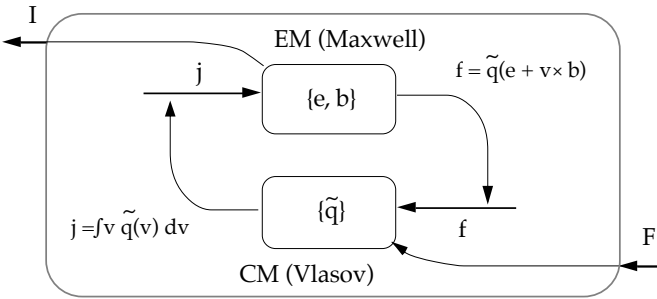 I
EM (Maxwell)
f = q̃(e + v× b)
j
{e, b}
{q̃}
j =∫v q̃(v) dv
f
F
CM (Vlasov)